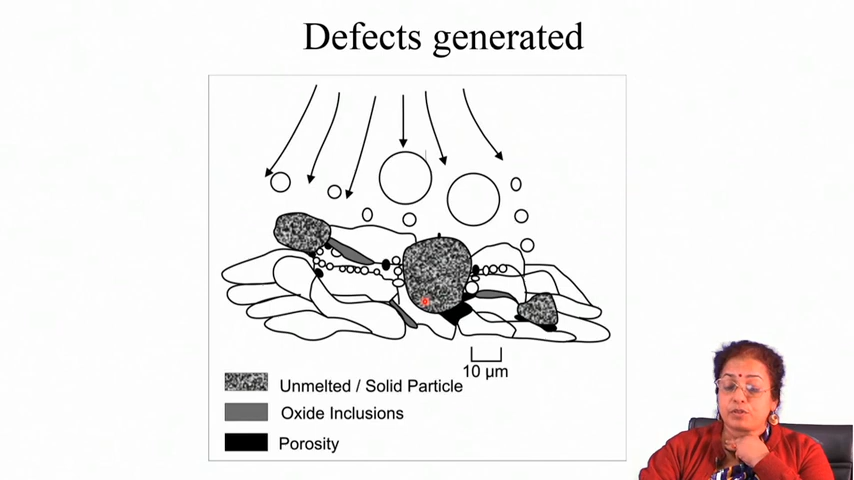 Defects generated
10 μm
Unmelted / Solid Particle
Oxide Inclusions
Porosity